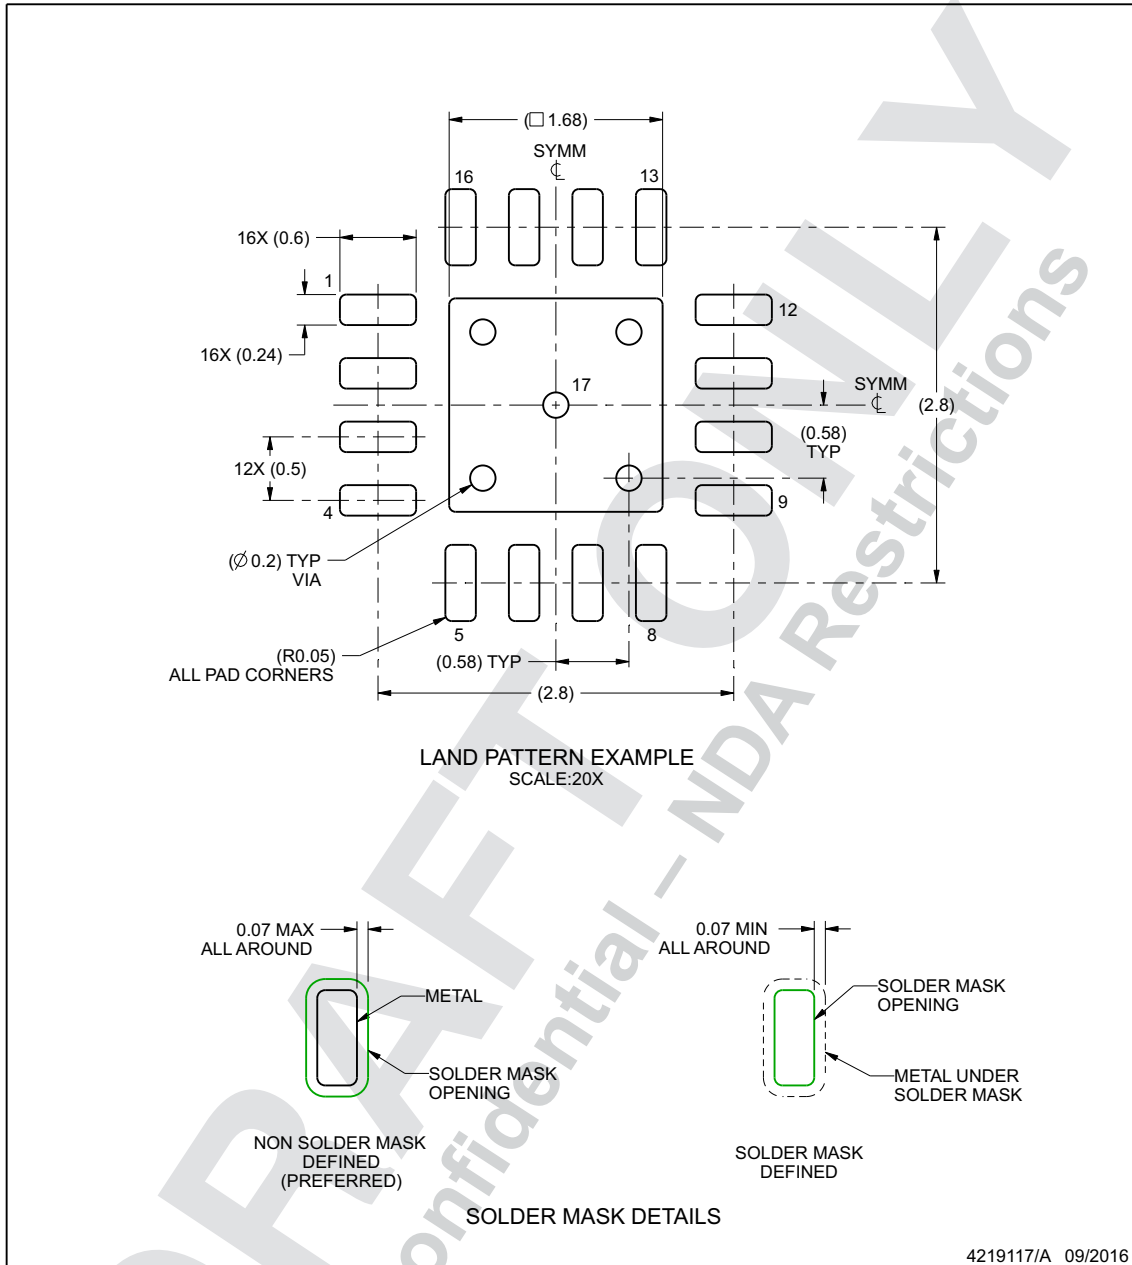 (□ 1.68)
SYMM
℄
16
13
16X (0.6)
1
12
16X (0.24)
17
SYMM
℄
(2.8)
(0.58)
TYP
12X (0.5)
4
9
(Ø 0.2) TYP
VIA
5
8
(R0.05)
ALL PAD CORNERS
(0.58) TYP
(2.8)
LAND PATTERN EXAMPLE
SCALE:20X
0.07 MAX
ALL AROUND
METAL
SOLDER MASK
OPENING
NON SOLDER MASK
DEFINED
(PREFERRED)
0.07 MIN
ALL AROUND
SOLDER MASK
OPENING
METAL UNDER
SOLDER MASK
SOLDER MASK
DEFINED
SOLDER MASK DETAILS
4219117/A 09/2016
RAFT ONLY
onfidential – NDA Restrictions